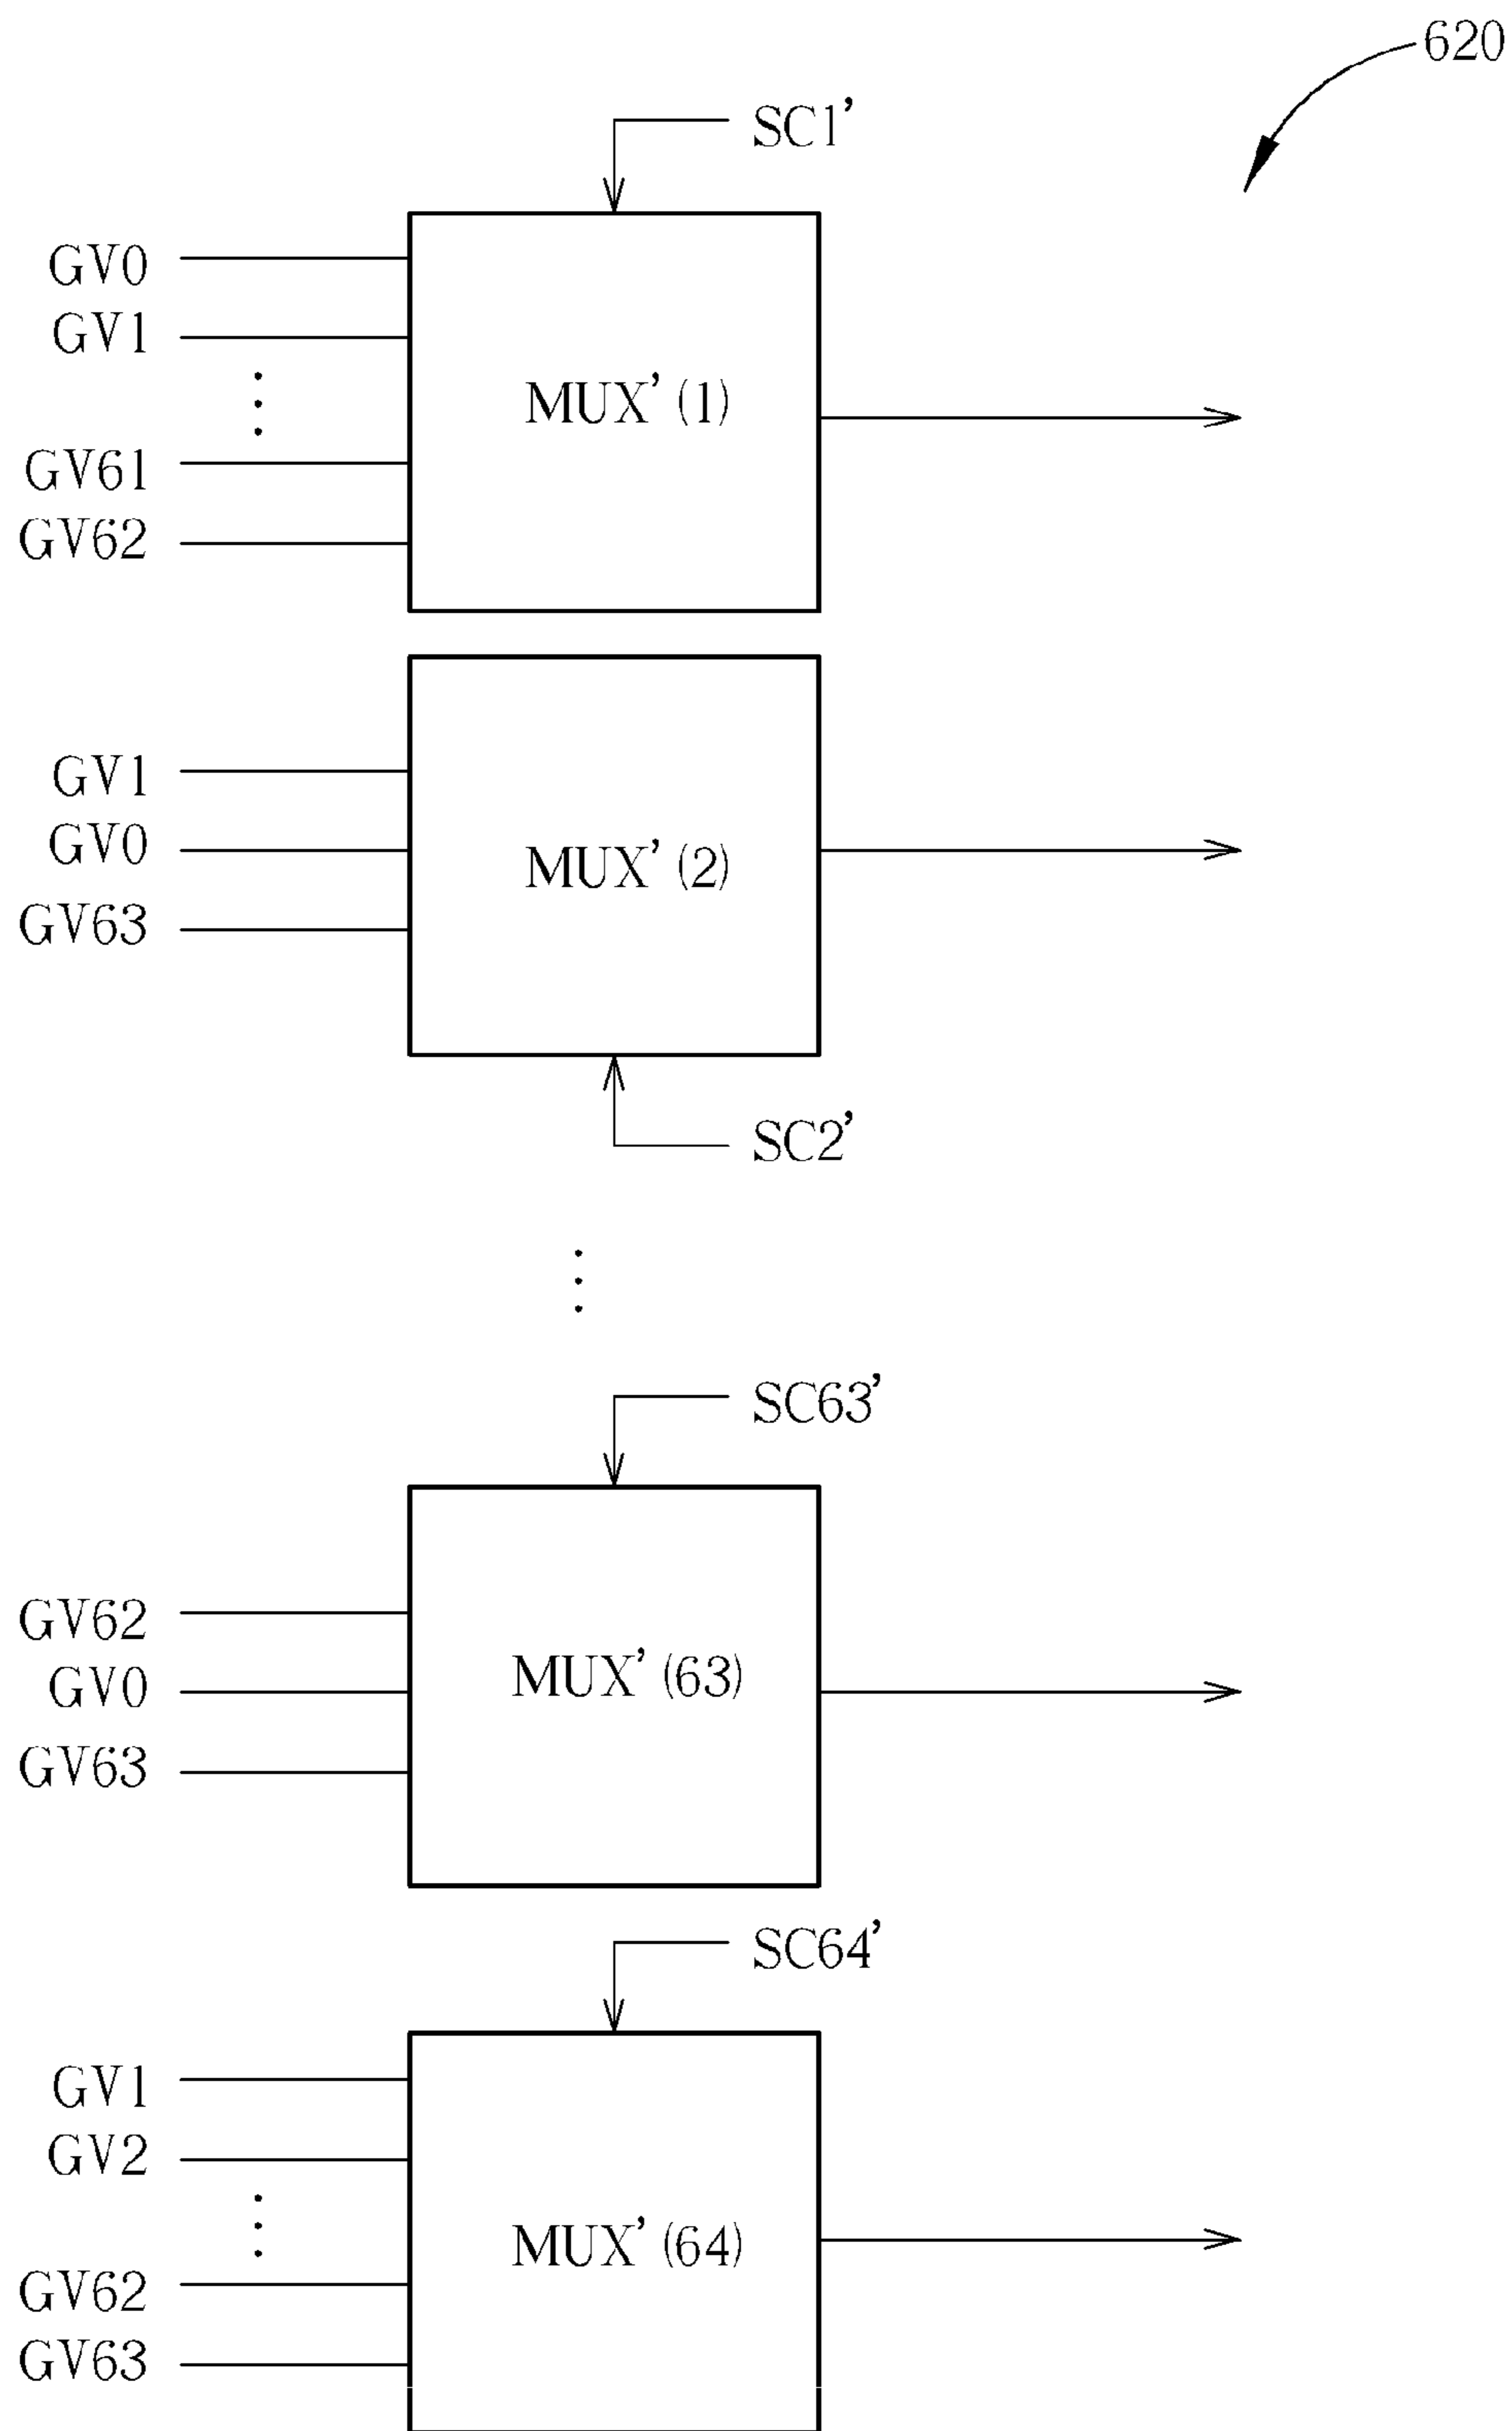 620
SC1'
GV0
GV1
MUX' (1)
GV61
GV62
GV1
GV0
MUX' (2)
GV63
SC2'
SC63'
GV62
GV0
MUX' (63)
GV63
SC64'
GV1
GV2
MUX' (64)
GV62
GV63